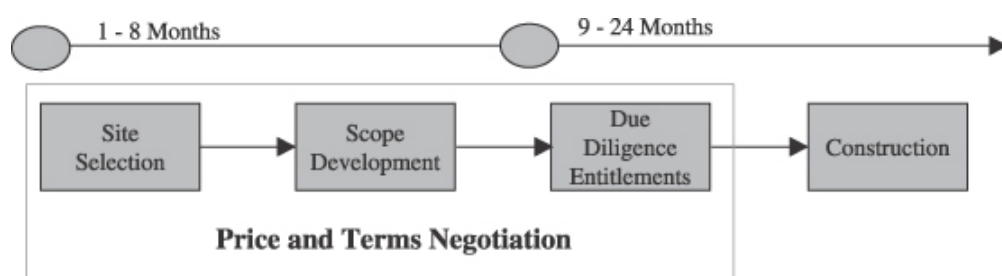 1 - 8 Months
9 - 24 Months
Site
Selection
Scope
Development
Due
Diligence
Entitlements
Construction
Price and Terms Negotiation